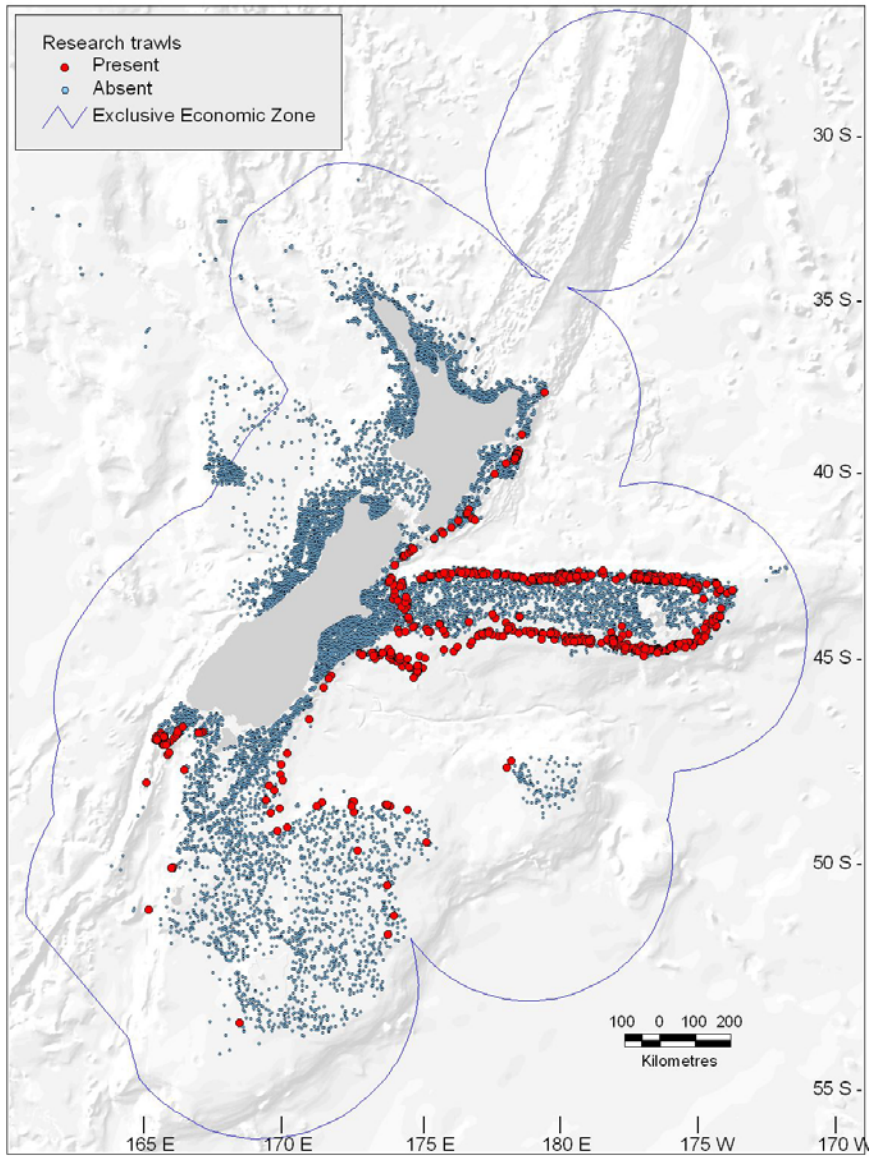 Research trawls
Present
Absent
Exclusive Economic Zone
30 S
35 S
40 S
45 S
50 S
55 S
100 0 100 200
Kilometres
165 E 170 E 175 E 180 E 175 W 170 W